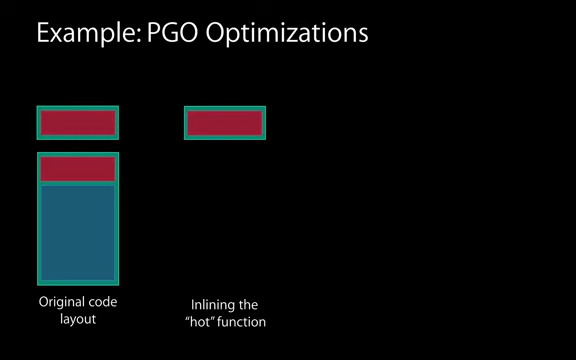 Example: PGO Optimizations
Original code
layout
Inlining the
“hot” function